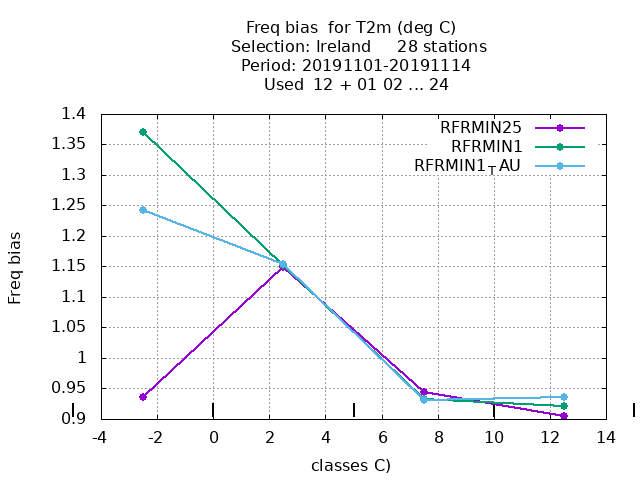 Freq bias  for T2m (deg C)
Selection: Ireland     28 stations
Period: 20191101-20191114
Used  12 + 01 02 ... 24
1.4
1.35
1.3
1.25
1.2
1.15
1.1
1.05
1
0.95
0.9
Freq bias
RFRMIN25
RFRMIN1
RFRMIN1TAU
-4 -2 0 2 4 6 8 10 12 14
classes C)